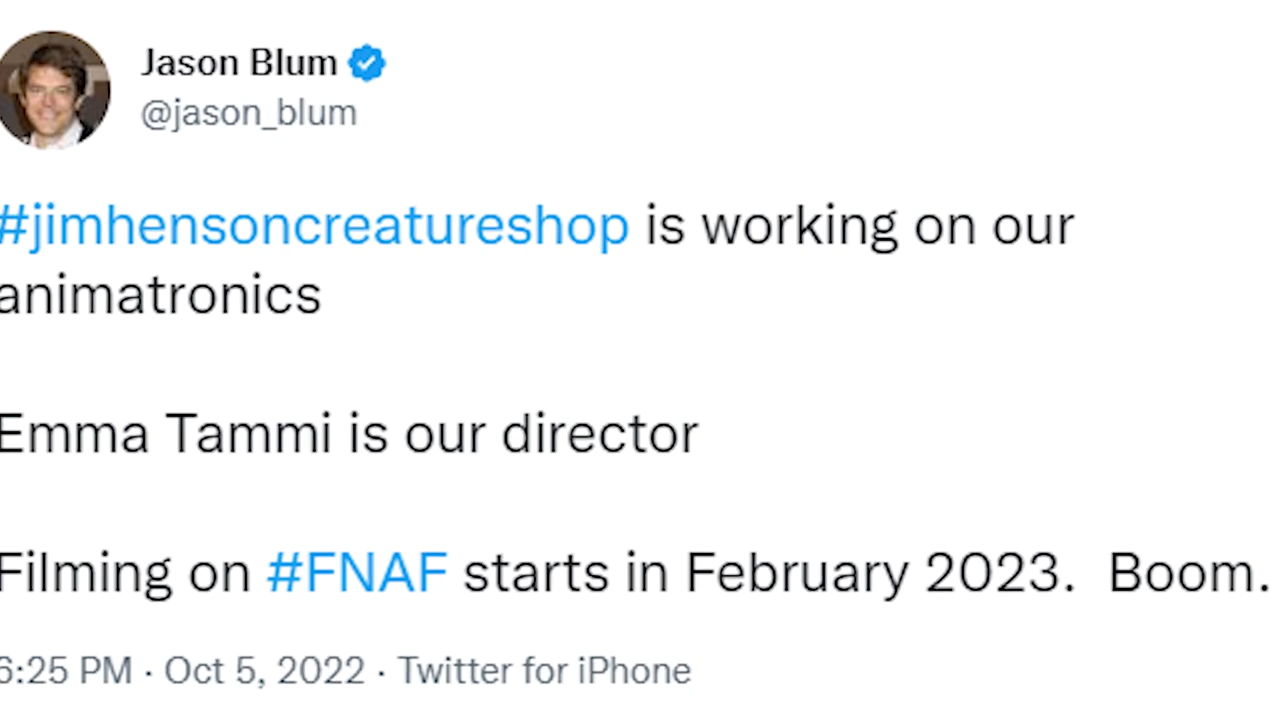 Jason Blum
@jason_blum
#jimhensoncreatureshop is working on our
animatronics
Emma Tammi is our director
Filming on #FNAF starts in February 2023.  Boom.
6:25 PM · Oct 5, 2022 · Twitter for iPhone